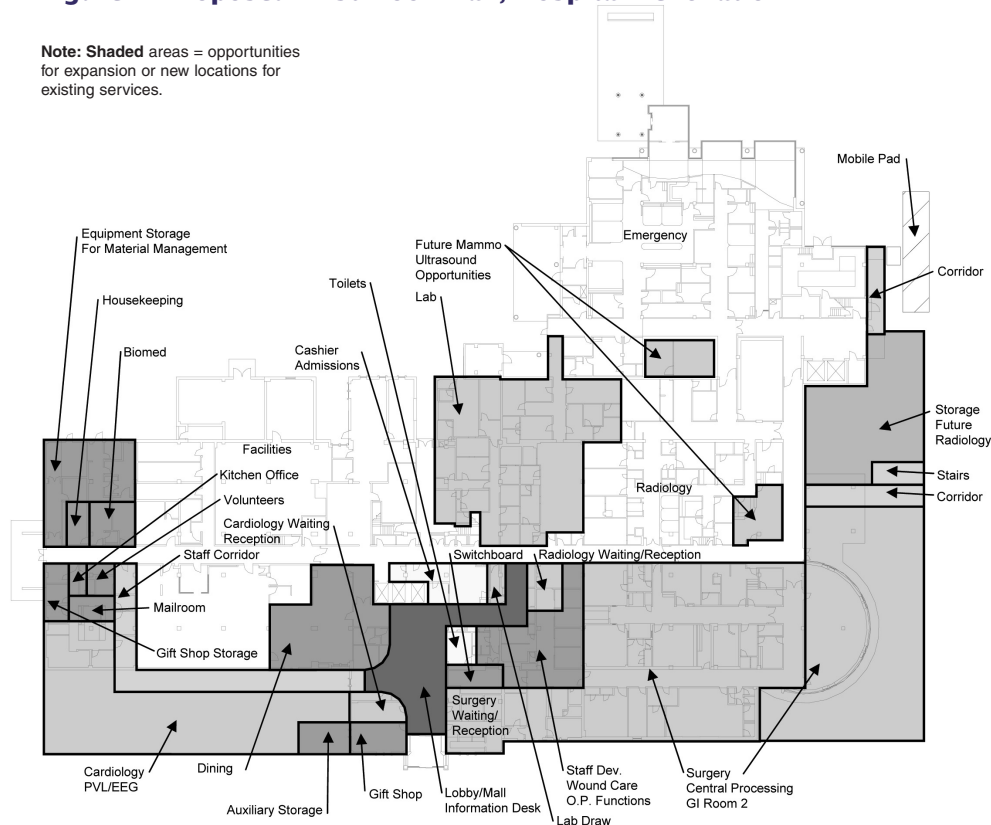 Note: Shaded areas = opportunities
for expansion or new locations for
existing services.
Mobile Pad
Equipment Storage
For Material Management
Emergency
Future Mammo
Ultrasound
Opportunities
Corridor
Toilets
Lab
Housekeeping
Cashier
Admissions
Biomed
Storage
Future
Radiology
Facilities
Kitchen Office
Stairs
Radiology
Volunteers
Corridor
Cardiology Waiting
Reception
Staff Corridor
Switchboard
Radiology Waiting/Reception
Mailroom
Gift Shop Storage
Surgery
Waiting/
Reception
Cardiology
PVL/EEG
Dining
Auxiliary Storage
Gift Shop
Lobby/Mall
Information Desk
Staff Dev.
Wound Care
O.P. Functions
Surgery
Central Processing
GI Room 2
Lab Draw